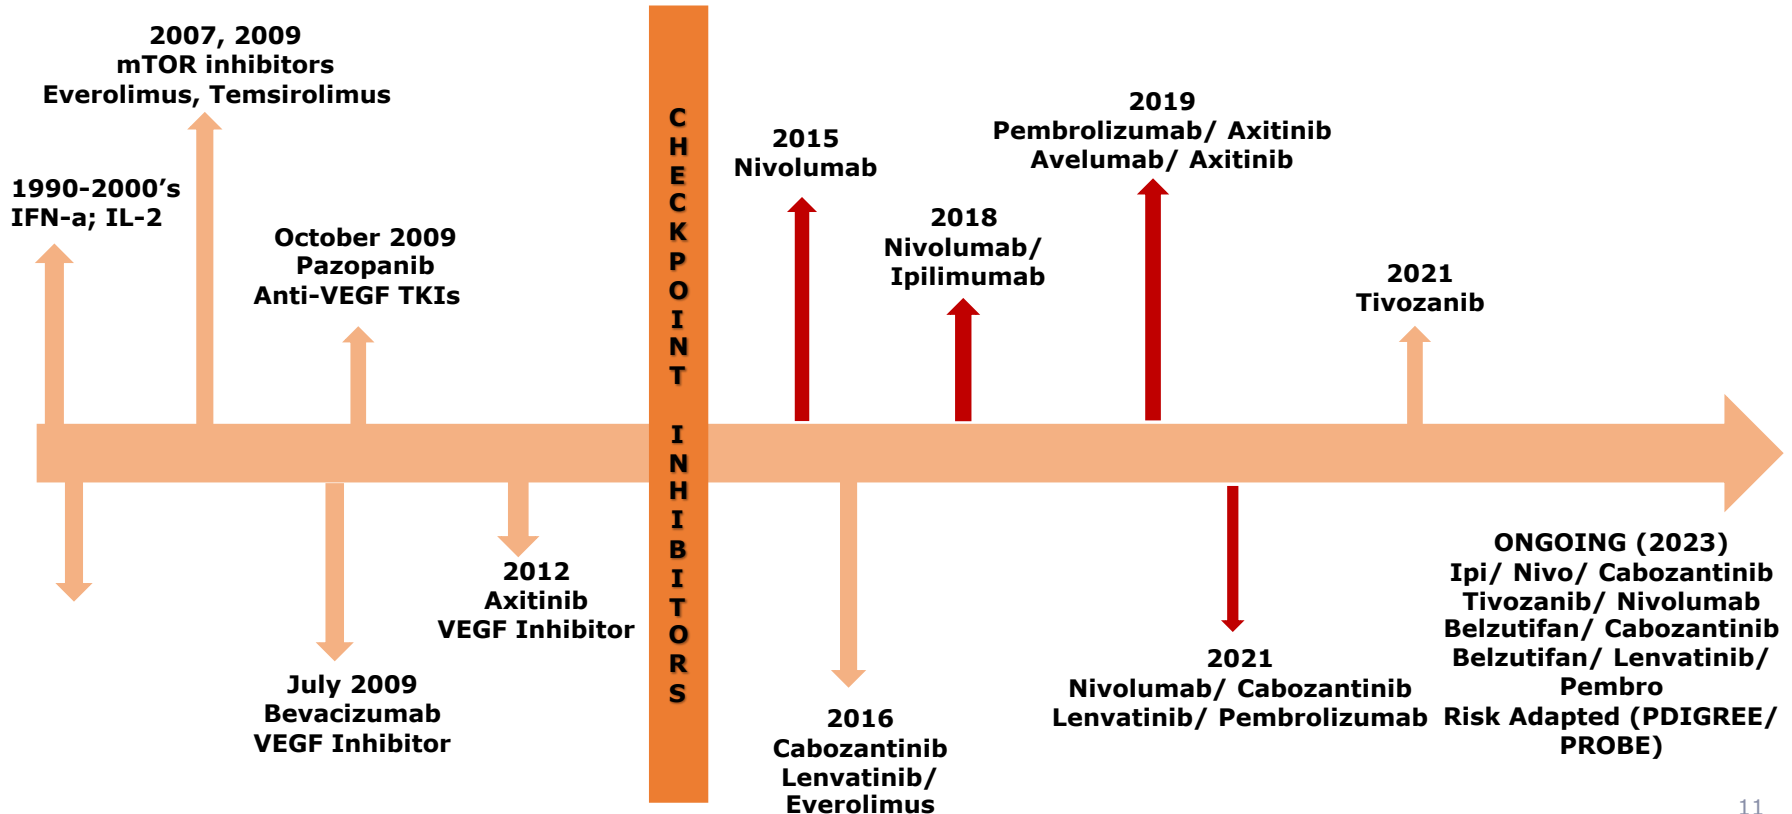 2007, 2009
mTOR inhibitors
Everolimus, Temsirolimus
1990-2000’s
IFN-a; IL-2
October 2009
Pazopanib
Anti-VEGF TKIs
July 2009
Bevacizumab
VEGF Inhibitor
2012
Axitinib
VEGF Inhibitor
CHECKPOINT INHIBITORS
2015
Nivolumab
2018
Nivolumab/
Ipilimumab
2019
Pembrolizumab/ Axitinib
Avelumab/ Axitinib
2021
Tivozanib
2016
Cabozantinib
Lenvatinib/
Everolimus
2021
Nivolumab/ Cabozantinib
Lenvatinib/ Pembrolizumab
ONGOING (2023)
Ipi/ Nivo/ Cabozantinib
Tivozanib/ Nivolumab
Belzutifan/ Cabozantinib
Belzutifan/ Lenvatinib/
Pembro
Risk Adapted (PDIGREE/
PROBE)
11